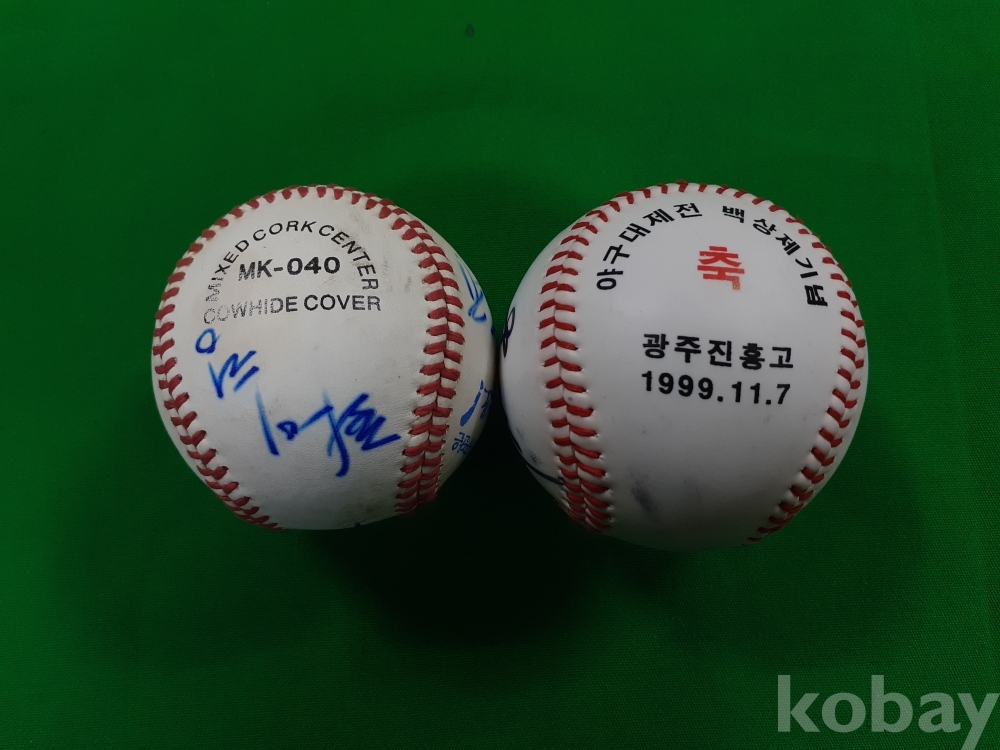 MIXED CORK CENTER
MK-040
COWHIDE COVER
야구대제전 백상제기념
축
광주진흥고
1999.11.7
kobay